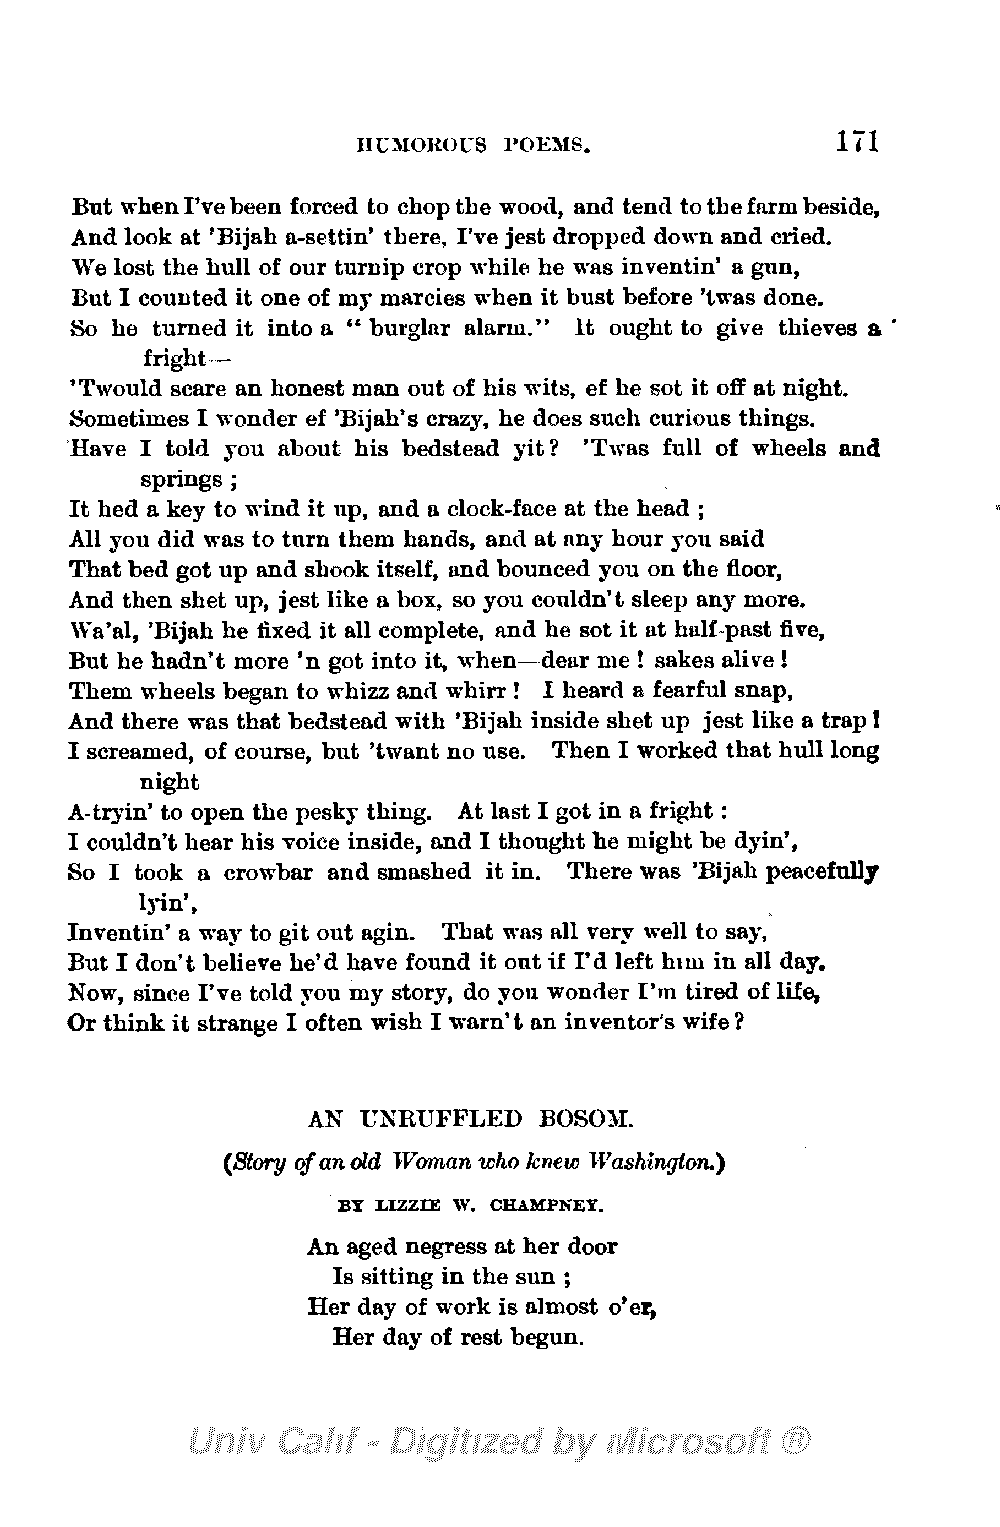 HUMOROUS POEMS. 171
But when I've been forced to chop the wood, and tend to the farm beside,
And look at 'Bijah a-settin' there, I've jest dropped down and cried.
We lost the hull of our turnip crop while he was inventin' a gun,
But I counted it one of my marcies when it bust before 'twas done.
So he turned it into a “ burglar alarm.” It ought to give thieves a
fright—
'Twould scare an honest man out of his wits, ef he sot it off at night.
Sometimes I wonder ef 'Bijah's crazy, he does such curious things.
Have I told you about his bedstead yit? 'Twas full of wheels and
springs ;
It hed a key to wind it up, and a clock-face at the head ;
All you did was to turn them hands, and at any hour you said
That bed got up and shook itself, and bounced you on the floor,
And then shet up, jest like a box, so you couldn't sleep any more.
Wa'al, 'Bijah he fixed it all complete, and he sot it at half-past five,
But he hadn't more 'n got into it, when—dear me ! sakes alive !
Them wheels began to whizz and whirr ! I heard a fearful snap,
And there was that bedstead with 'Bijah inside shet up jest like a trap !
I screamed, of course, but 'twant no use. Then I worked that hull long
night
A-tryin' to open the pesky thing. At last I got in a fright :
I couldn't hear his voice inside, and I thought he might be dyin',
So I took a crowbar and smashed it in. There was 'Bijah peacefully
lyin',
Inventin' a way to git out agin. That was all very well to say,
But I don't believe he'd have found it out if I'd left him in all day.
Now, since I've told you my story, do you wonder I'm tired of life,
Or think it strange I often wish I warn't an inventor's wife ?
AN UNRUFFLED BOSOM.
(Story of an old Woman who knew Washington.)
BY LIZZIE W. CHAMPNEY.
An aged negress at her door
Is sitting in the sun ;
Her day of work is almost o'er,
Her day of rest begun.
Univ Calif - Digitized by Microsoft ®